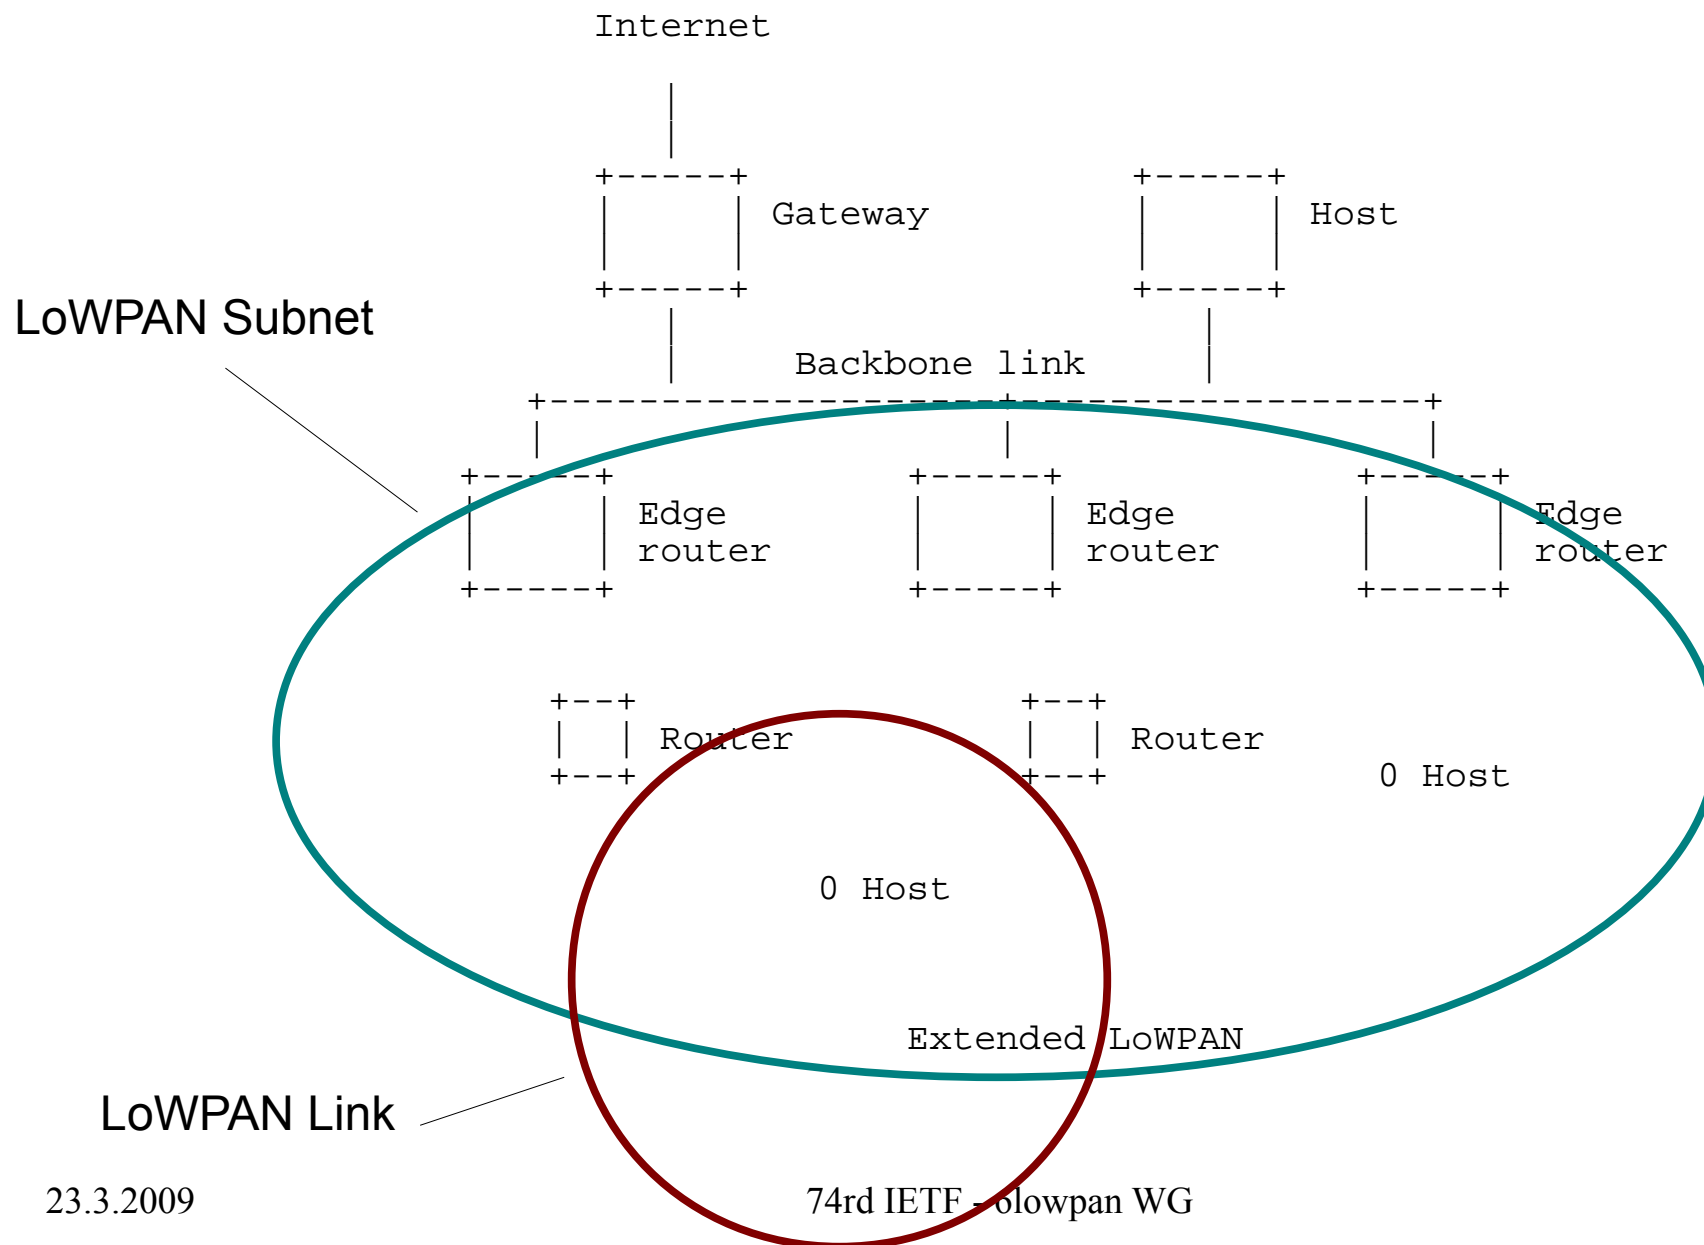 Internet
Gateway
Host
LoWPAN Subnet
Backbone link
Edge
router
Edge
router
Edge
router
Router
Router
0 Host
0 Host
Extended LoWPAN
LoWPAN Link
23.3.2009
74rd IETF - 6lowpan WG